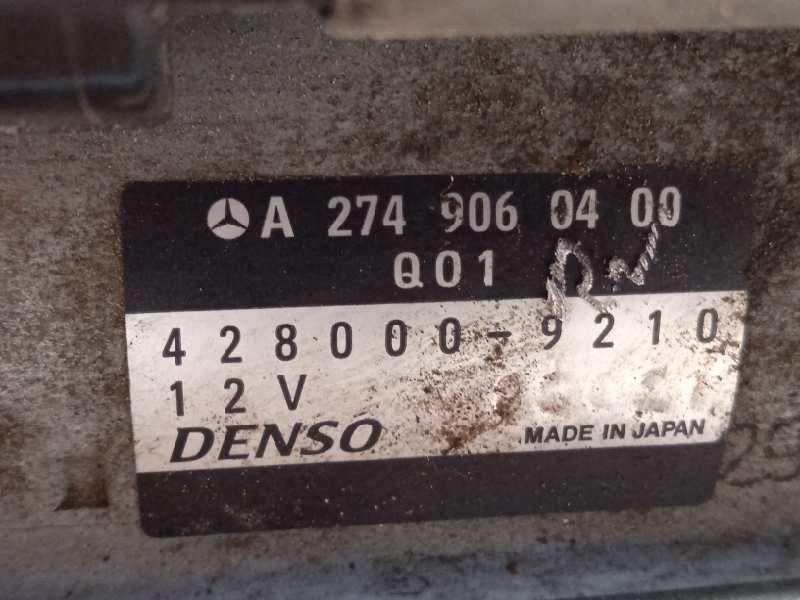 A 274 906 04 00
Q01
428000-9210
12V
DENSO MADE IN JAPAN